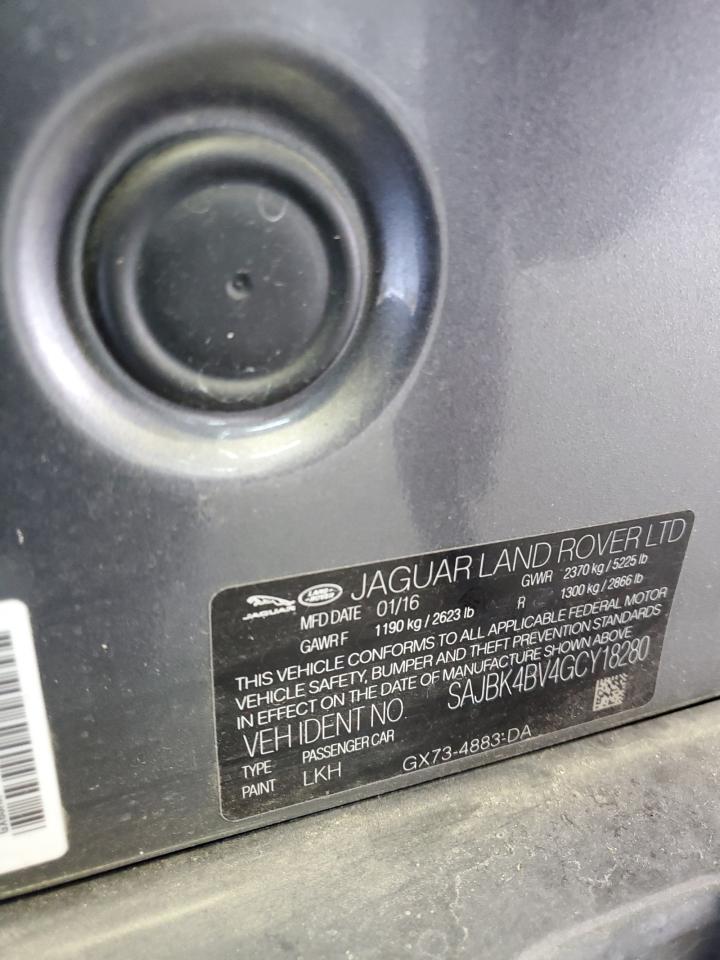 JAGUAR LAND ROVER JAGUAR LAND ROVER LTD
MFD DATE 01/16 GVWR 2370 kg / 5225 lb
GAWR F 1190 kg / 2623 lb R 1300 kg / 2866 lb
THIS VEHICLE CONFORMS TO ALL APPLICABLE FEDERAL MOTOR
VEHICLE SAFETY, BUMPER AND THEFT PREVENTION STANDARDS
IN EFFECT ON THE DATE OF MANUFACTURE SHOWN ABOVE
VEH IDENT NO. SAJBK4BV4GCY18280
TYPE PASSENGER CAR
PAINT LKH GX73-4883-DA